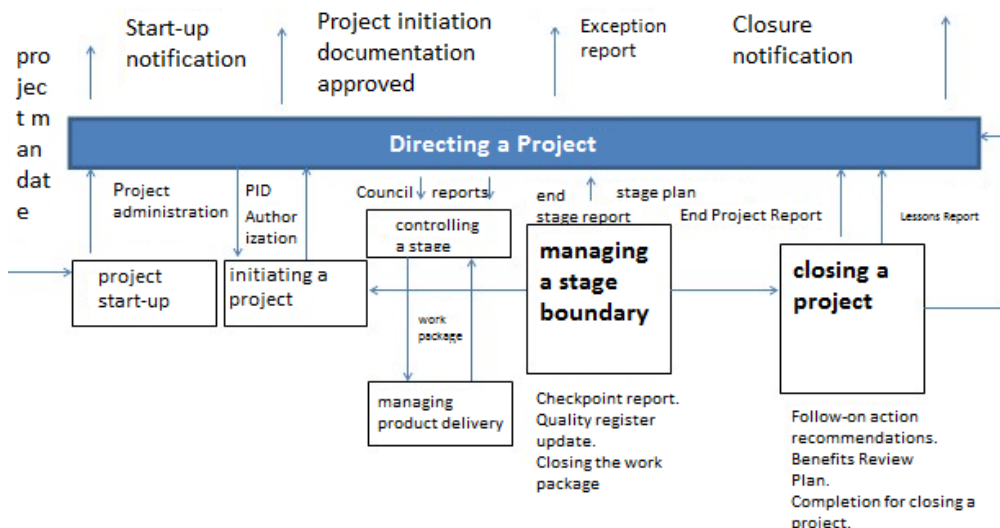 pro
jec
t m
an
dat
e
Start-up
notification
Project initiation
documentation
approved
Exception
report
Closure
notification
Directing a Project
Project
administration
PID
Author
ization
Council reports
end
stage report
stage plan
End Project Report
Lessons Report
project
start-up
initiating a
project
controlling
a stage
managing
a stage
boundary
closing a
project
work
package
managing
product delivery
Checkpoint report.
Quality register
update.
Closing the work
package
Follow-on action
recommendations.
Benefits Review
Plan.
Completion for closing a
project.